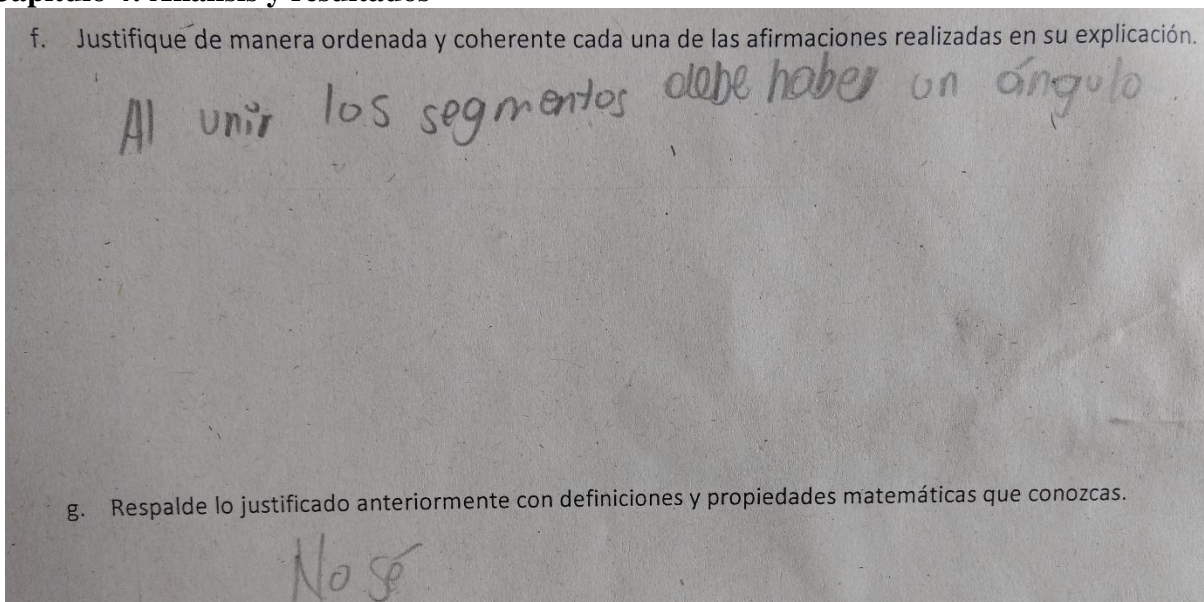 Capítulo 4. Análisis y resultados
f. Justifique de manera ordenada y coherente cada una de las afirmaciones realizadas en su explicación.
Al unir los segmentos debe haber un ángulo
g. Respalde lo justificado anteriormente con definiciones y propiedades matemáticas que conozcas.
No sé